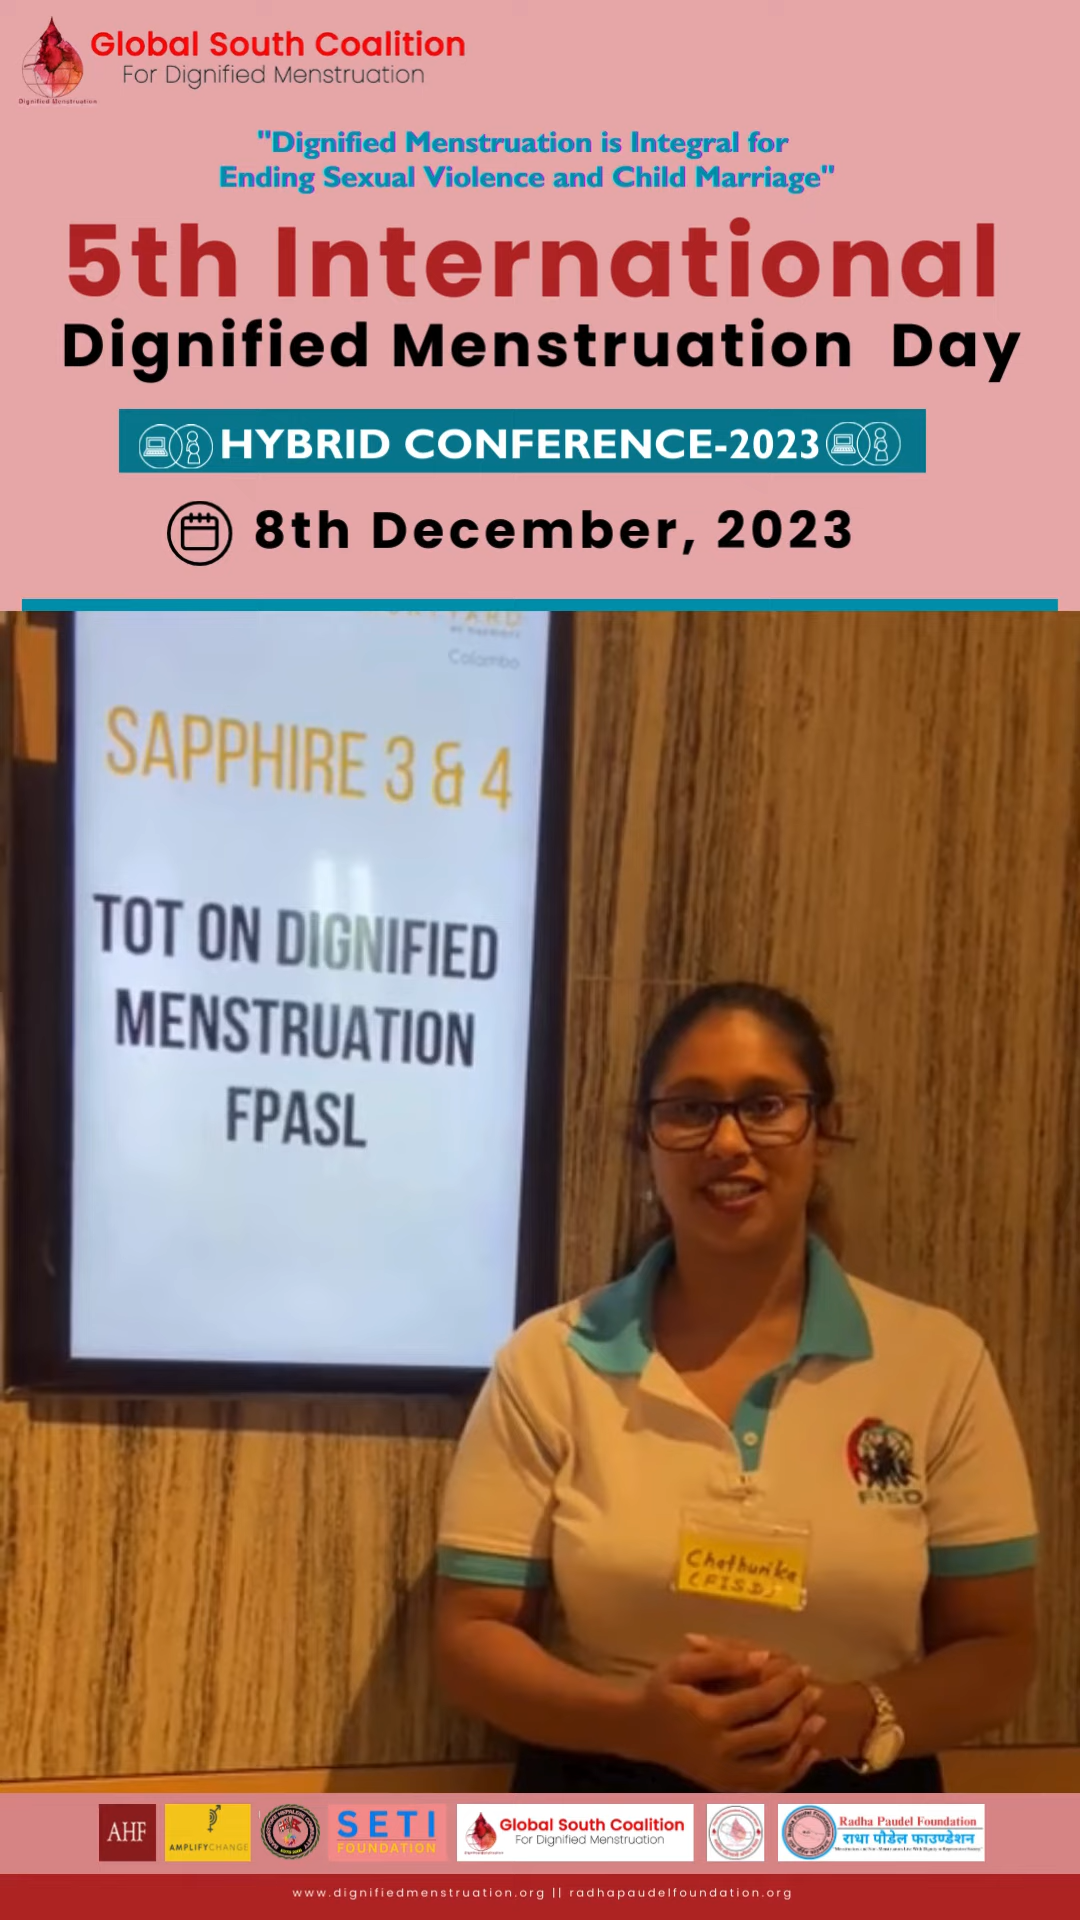 Global South Coalition
For Dignified Menstruation
Dignified Menstruation
"Dignified Menstruation is Integral for
Ending Sexual Violence and Child Marriage"
5th International
Dignified Menstruation Day
HYBRID CONFERENCE-2023
8th December, 2023
Colombo
SAPPHIRE 3 & 4
TOT ON DIGNIFIED
MENSTRUATION
FPASL
FISD
Chathurika
(FISD)
AHF
AMPLIFYCHANGE
SETI
FOUNDATION
Global South Coalition
For Dignified Menstruation
Radha Paudel Foundation
राधा पौडेल फाउण्डेशन
www.dignifiedmenstruation.org || radhapaudelfoundation.org